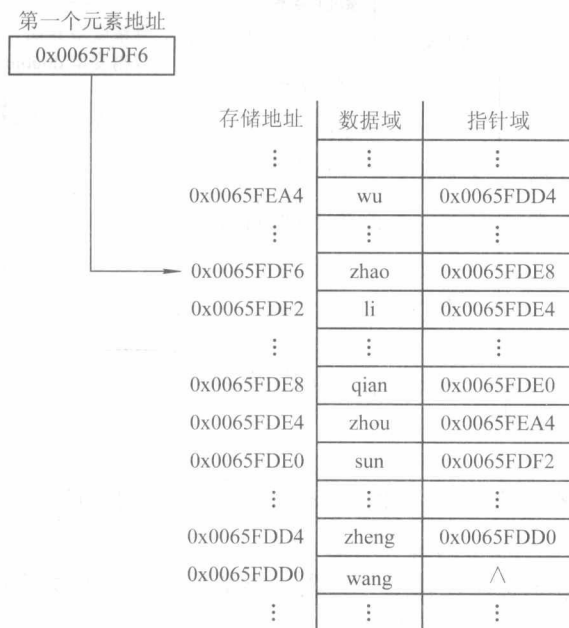 第一个元素地址
0x0065FDF6
存储地址 数据域 指针域
⋮ ⋮ ⋮
0x0065FEA4 wu 0x0065FDD4
⋮ ⋮ ⋮
0x0065FDF6 zhao 0x0065FDE8
0x0065FDF2 li 0x0065FDE4
⋮ ⋮ ⋮
0x0065FDE8 qian 0x0065FDE0
0x0065FDE4 zhou 0x0065FEA4
0x0065FDE0 sun 0x0065FDF2
⋮ ⋮ ⋮
0x0065FDD4 zheng 0x0065FDD0
0x0065FDD0 wang ∧
⋮ ⋮ ⋮